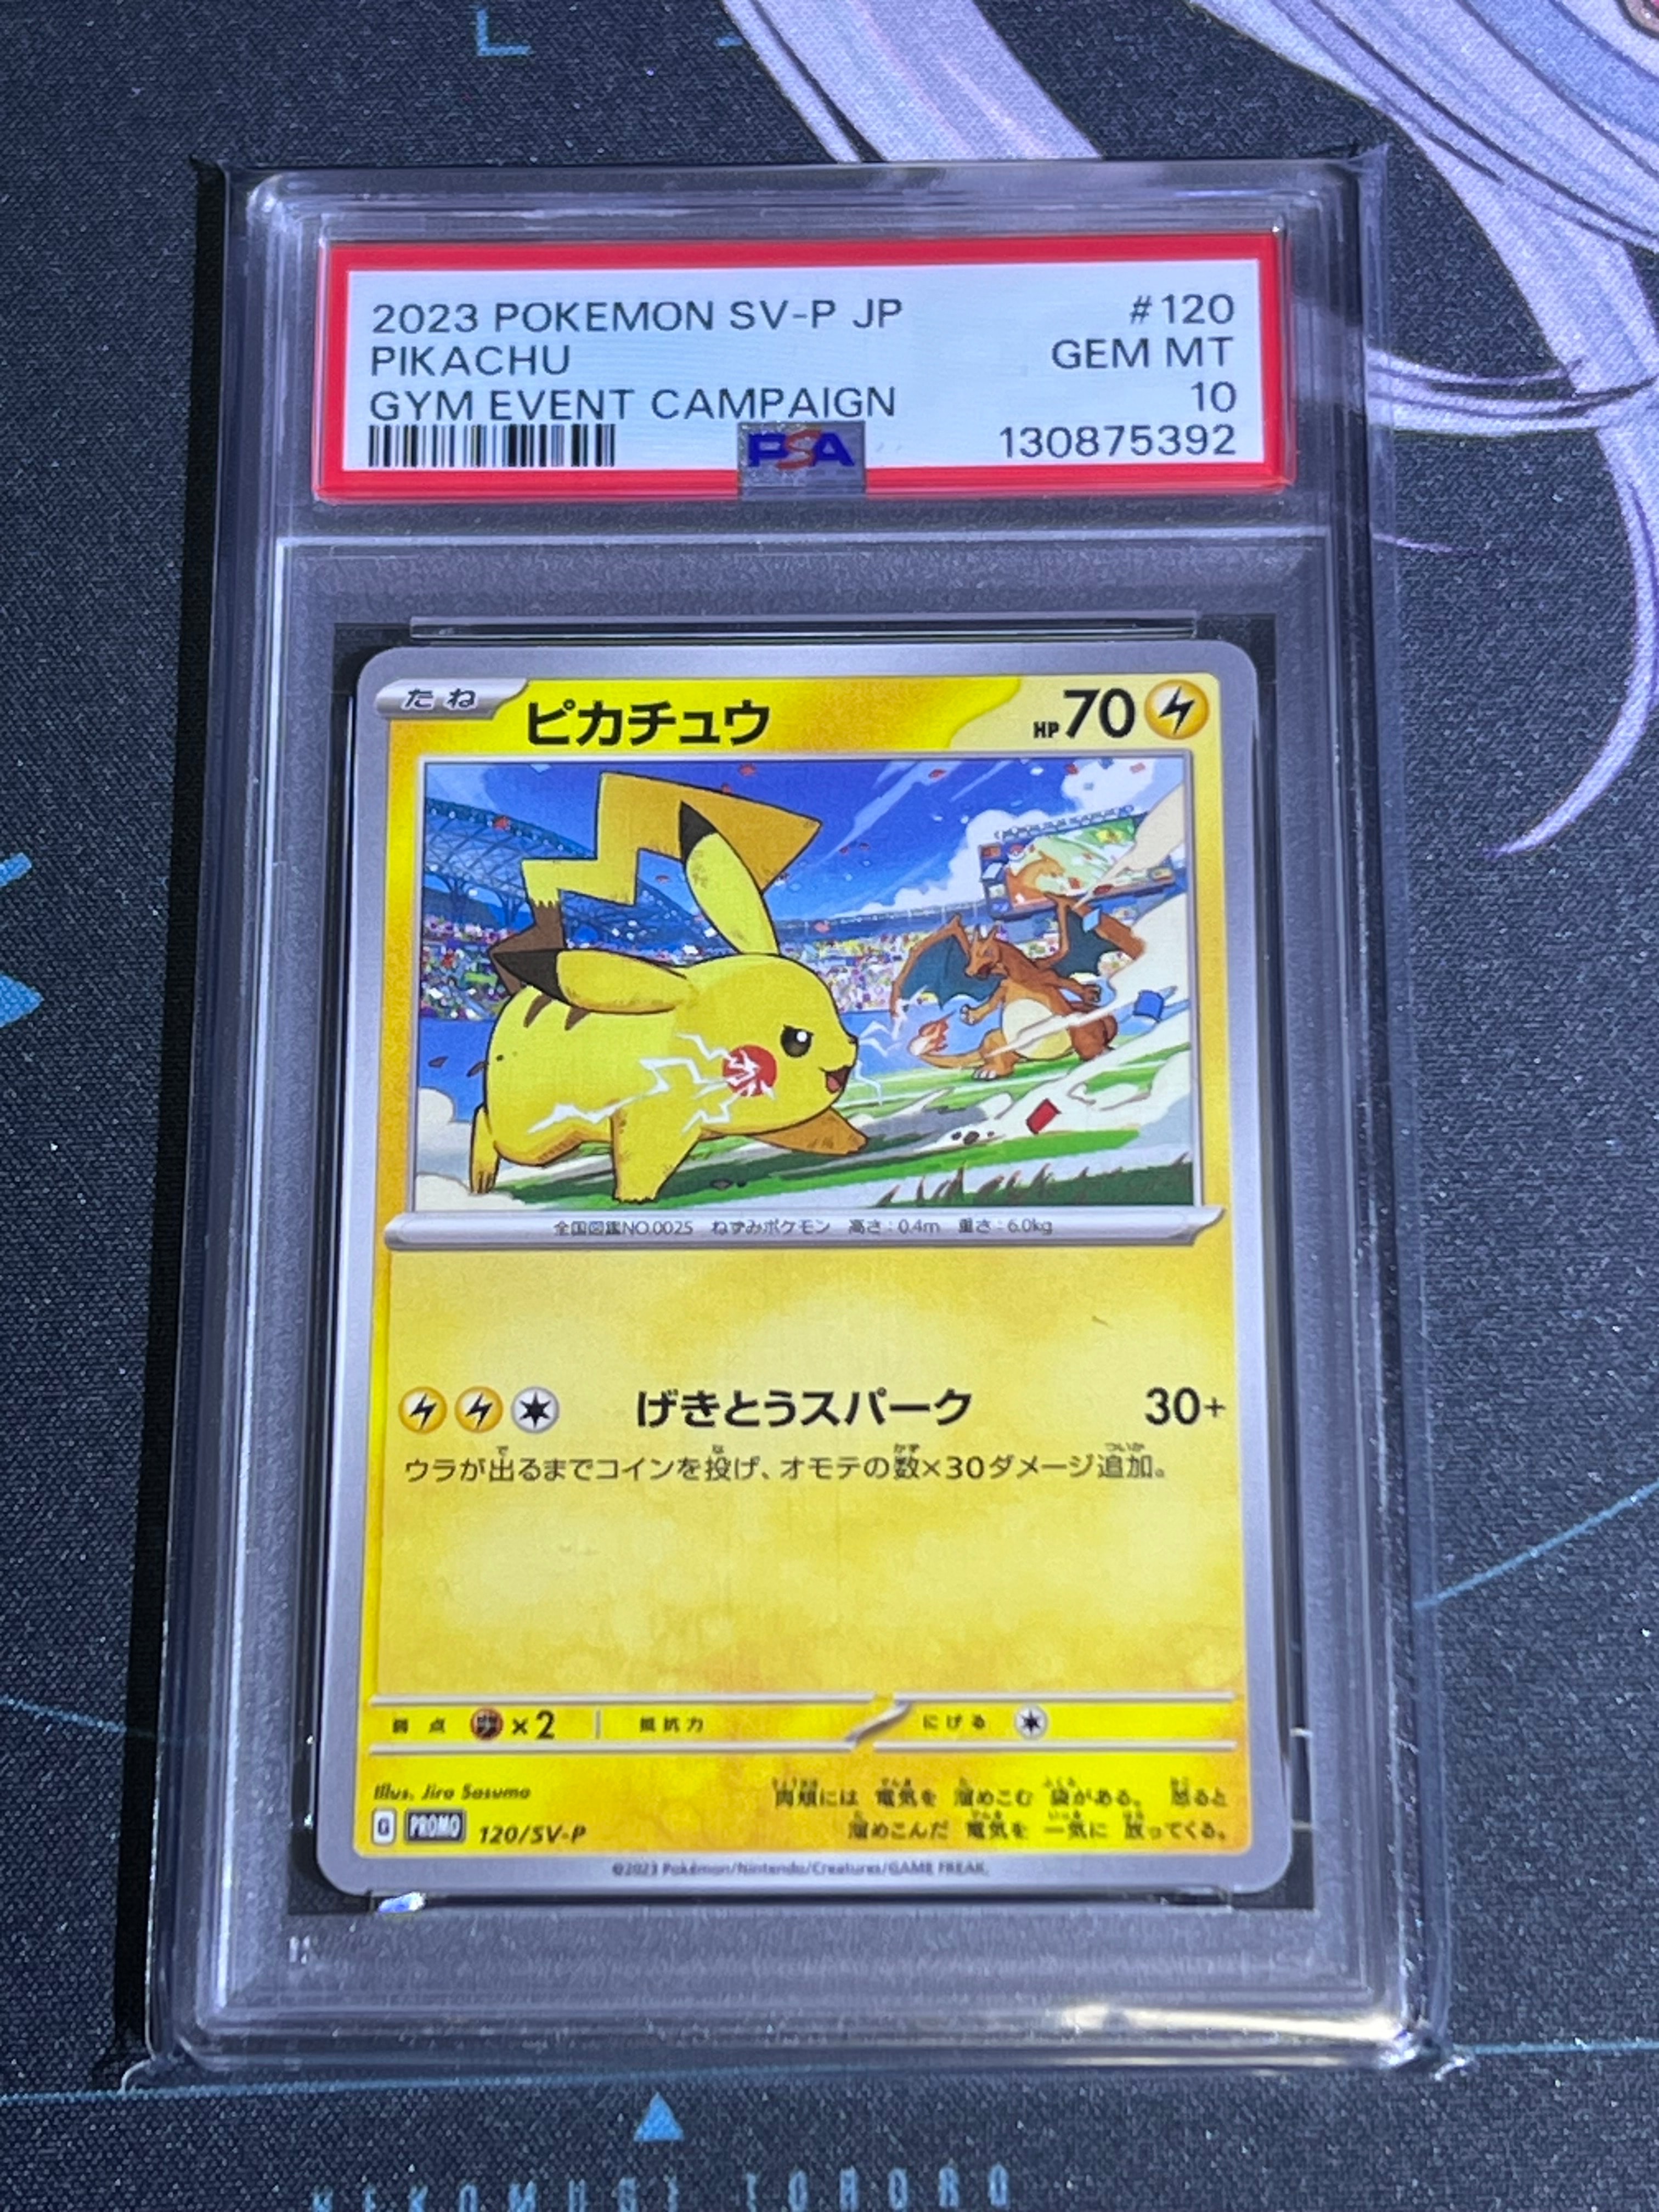 2023 POKEMON SV-P JP #120
PIKACHU GEM MT
GYM EVENT CAMPAIGN 10
PSA 130875392
たね ピカチュウ HP70
全国図鑑NO.0025 ねずみポケモン 高さ:0.4m 重さ:6.0kg
げきとうスパーク 30+
ウラが出るまでコインを投げ、オモテの数×30ダメージ追加。
弱点 ×2 抵抗力 にげる
Illus. Jiro Sasumo
両頬には 電気を 溜めこむ 袋がある。 怒ると
溜めこんだ 電気を 一気に 放ってくる。
G PROMO 120/SV-P
©2023 Pokémon/Nintendo/Creatures/GAME FREAK.